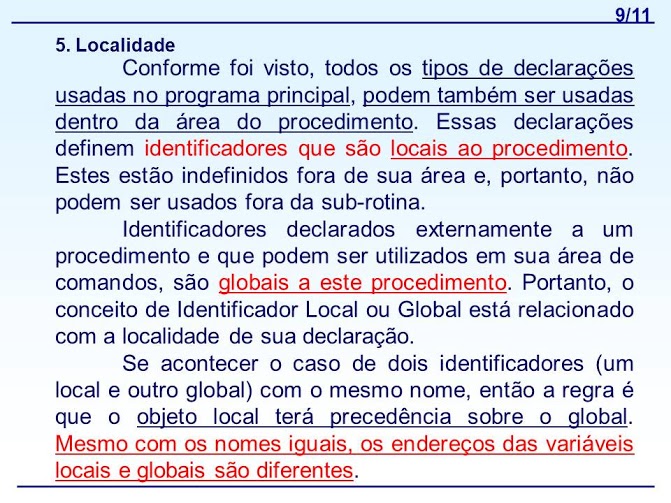 9/11
5. Localidade
Conforme foi visto, todos os tipos de declarações
usadas no programa principal, podem também ser usadas
dentro da área do procedimento. Essas declarações
definem identificadores que são locais ao procedimento.
Estes estão indefinidos fora de sua área e, portanto, não
podem ser usados fora da sub-rotina.
Identificadores declarados externamente a um
procedimento e que podem ser utilizados em sua área de
comandos, são globais a este procedimento. Portanto, o
conceito de Identificador Local ou Global está relacionado
com a localidade de sua declaração.
Se acontecer o caso de dois identificadores (um
local e outro global) com o mesmo nome, então a regra é
que o objeto local terá precedência sobre o global.
Mesmo com os nomes iguais, os endereços das variáveis
locais e globais são diferentes.